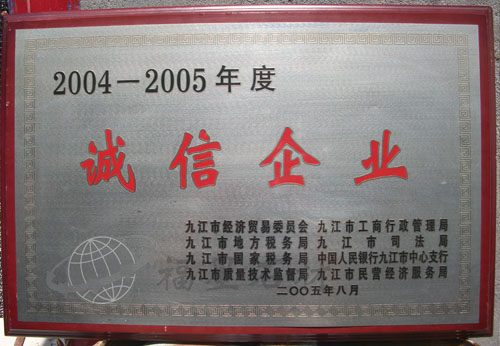 2004－2005年度
诚信企业
九江市经济贸易委员会 九江市工商行政管理局
九江市地方税务局 九江市司法局
九江市国家税务局 中国人民银行九江市中心支行
九江市质量技术监督局 九江市民营经济服务局
二〇〇五年八月